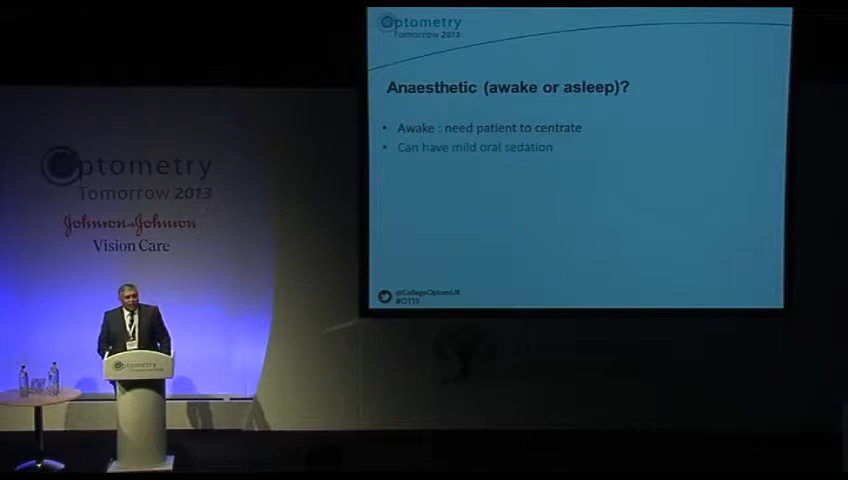 Optometry
Tomorrow 2013
Anaesthetic (awake or asleep)?
• Awake : need patient to centrate
• Can have mild oral sedation
@CollegeOptomUK
#OT13
Optometry
Tomorrow 2013
Johnson & Johnson
Vision Care
Optometry